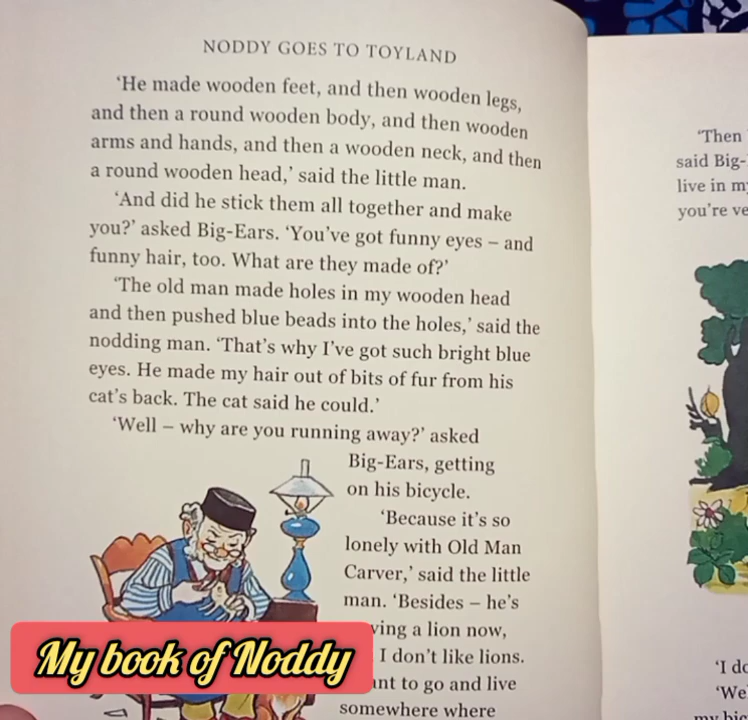 NODDY GOES TO TOYLAND
‘He made wooden feet, and then wooden legs,
and then a round wooden body, and then wooden
arms and hands, and then a wooden neck, and then
a round wooden head,’ said the little man.
‘And did he stick them all together and make
you?’ asked Big-Ears. ‘You’ve got funny eyes – and
funny hair, too. What are they made of?’
‘The old man made holes in my wooden head
and then pushed blue beads into the holes,’ said the
nodding man. ‘That’s why I’ve got such bright blue
eyes. He made my hair out of bits of fur from his
cat’s back. The cat said he could.’
‘Well – why are you running away?’ asked
Big-Ears, getting
on his bicycle.
‘Because it’s so
lonely with Old Man
Carver,’ said the little
man. ‘Besides – he’s
ving a lion now,
I don’t like lions.
nt to go and live
somewhere where
My book of Noddy
‘Then
said Big-
live in my
you’re ve
‘I do
‘We
my bic